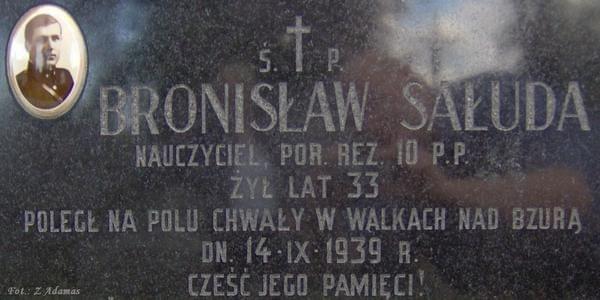 Ś. P.
BRONISŁAW SAŁUDA
NAUCZYCIEL, POR. REZ. 10 P.P.
ŻYŁ LAT 33
POLEGŁ NA POLU CHWAŁY W WALKACH NAD BZURĄ
DN. 14·IX·1939 R.
CZEŚĆ JEGO PAMIĘCI!
Fot.: Z Adamas